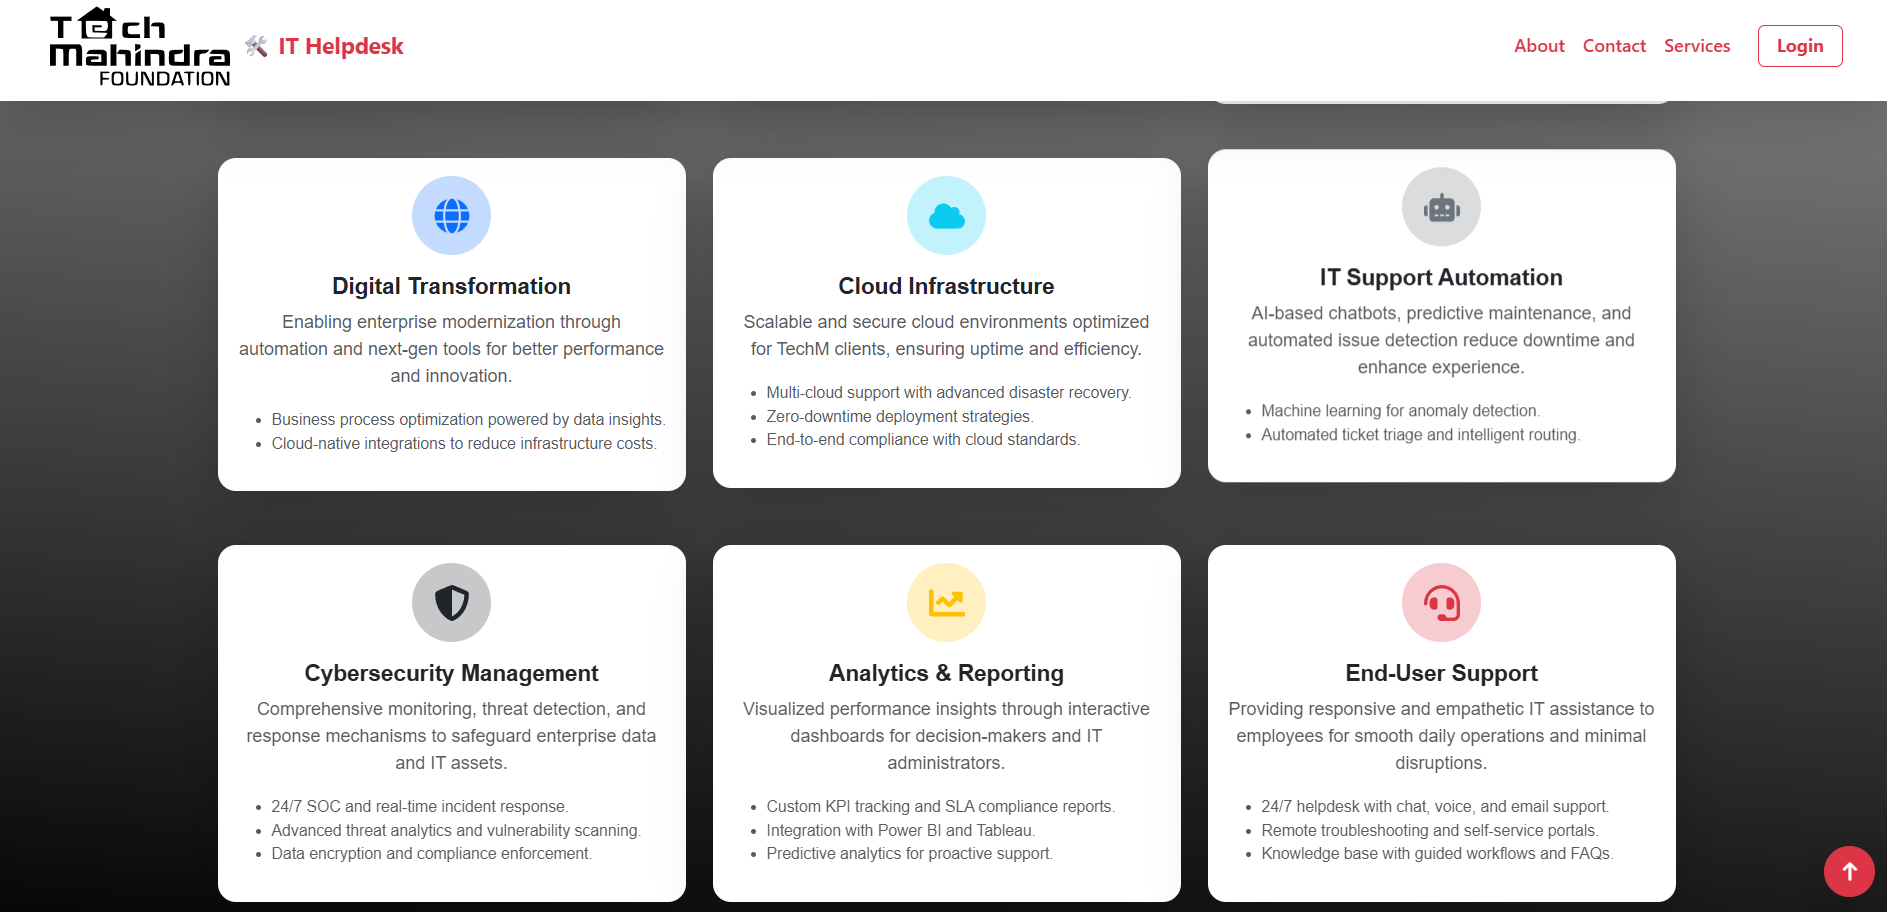 Tech
Mahindra
FOUNDATION
IT Helpdesk
About
Contact
Services
Login
Digital Transformation
Enabling enterprise modernization through
automation and next-gen tools for better performance
and innovation.
• Business process optimization powered by data insights.
• Cloud-native integrations to reduce infrastructure costs.
Cloud Infrastructure
Scalable and secure cloud environments optimized
for TechM clients, ensuring uptime and efficiency.
• Multi-cloud support with advanced disaster recovery.
• Zero-downtime deployment strategies.
• End-to-end compliance with cloud standards.
IT Support Automation
AI-based chatbots, predictive maintenance, and
automated issue detection reduce downtime and
enhance experience.
• Machine learning for anomaly detection.
• Automated ticket triage and intelligent routing.
Cybersecurity Management
Comprehensive monitoring, threat detection, and
response mechanisms to safeguard enterprise data
and IT assets.
• 24/7 SOC and real-time incident response.
• Advanced threat analytics and vulnerability scanning.
• Data encryption and compliance enforcement.
Analytics & Reporting
Visualized performance insights through interactive
dashboards for decision-makers and IT
administrators.
• Custom KPI tracking and SLA compliance reports.
• Integration with Power BI and Tableau.
• Predictive analytics for proactive support.
End-User Support
Providing responsive and empathetic IT assistance to
employees for smooth daily operations and minimal
disruptions.
• 24/7 helpdesk with chat, voice, and email support.
• Remote troubleshooting and self-service portals.
• Knowledge base with guided workflows and FAQs.